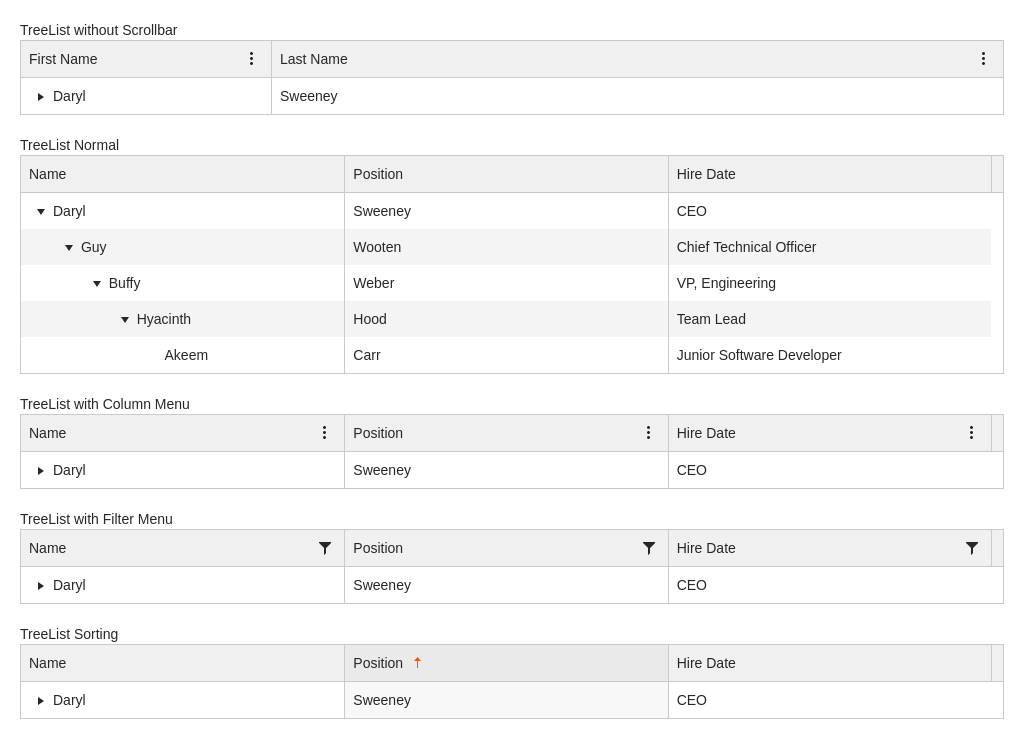 TreeList without Scrollbar
First Name Last Name
Daryl Sweeney
TreeList Normal
Name Position Hire Date
Daryl Sweeney CEO
Guy Wooten Chief Technical Officer
Buffy Weber VP, Engineering
Hyacinth Hood Team Lead
Akeem Carr Junior Software Developer
TreeList with Column Menu
Name Position Hire Date
Daryl Sweeney CEO
TreeList with Filter Menu
Name Position Hire Date
Daryl Sweeney CEO
TreeList Sorting
Name Position Hire Date
Daryl Sweeney CEO